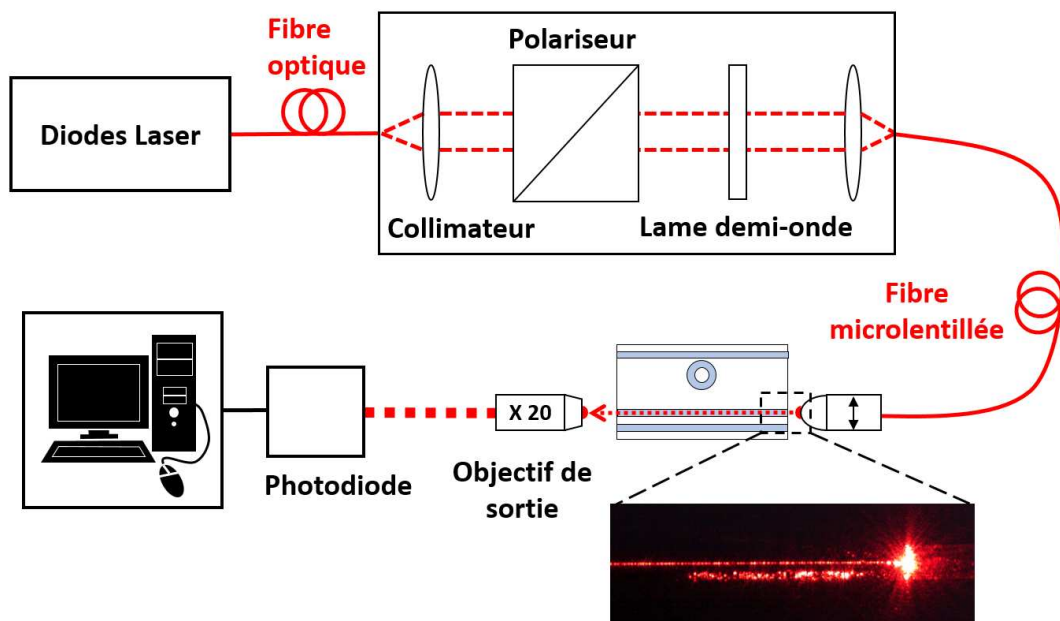 Fibre
optique
Polariseur
Diodes Laser
Collimateur
Lame demi-onde
Fibre
microlentillée
X 20
Photodiode
Objectif de
sortie